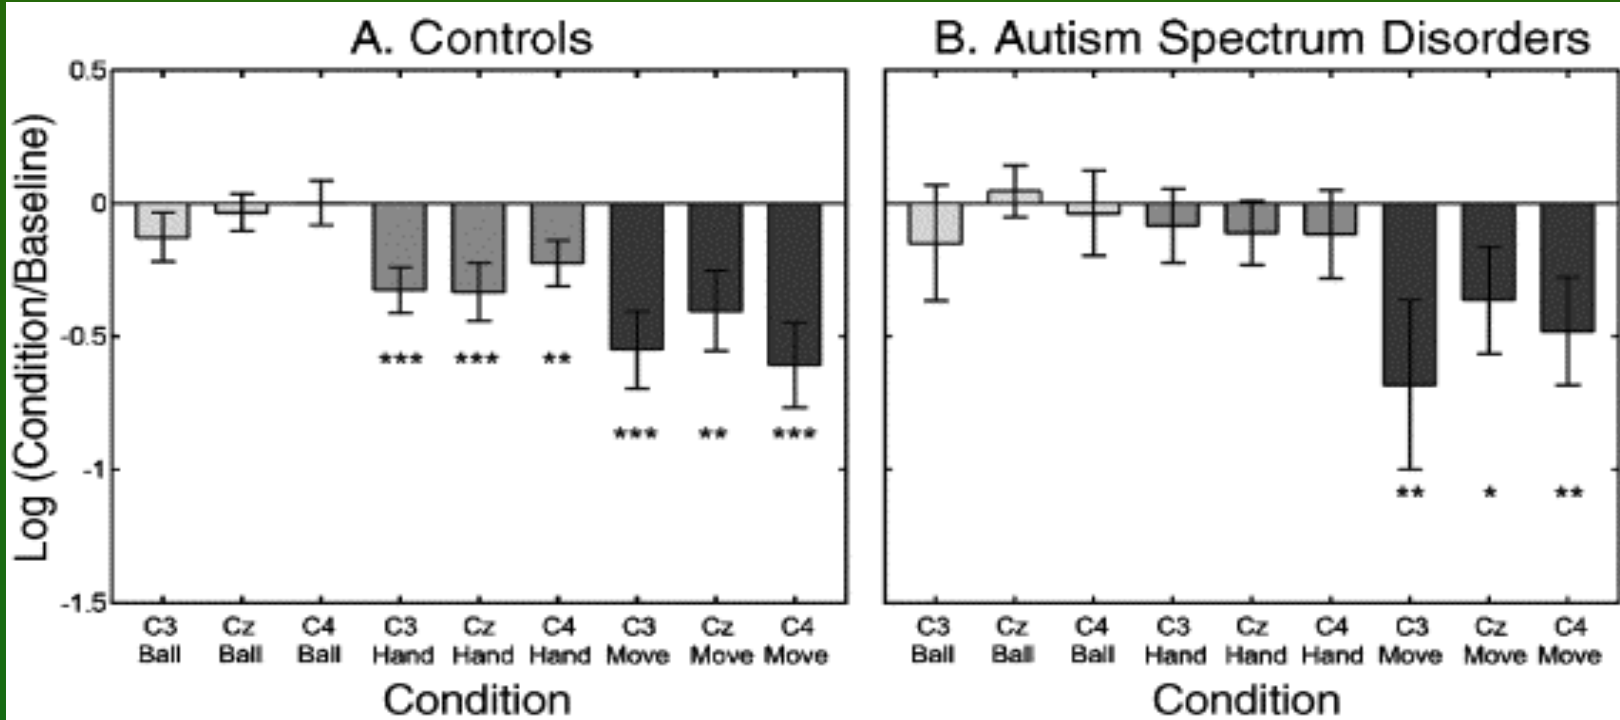 A. Controls
B. Autism Spectrum Disorders
Log (Condition/Baseline)
0.5
0
-0.5
-1
-1.5
*** *** **
*** ** ***
** * **
C3 Cz C4 C3 Cz C4 C3 Cz C4
Ball Ball Ball Hand Hand Hand Move Move Move
Condition
C3 Cz C4 C3 Cz C4 C3 Cz C4
Ball Ball Ball Hand Hand Hand Move Move Move
Condition